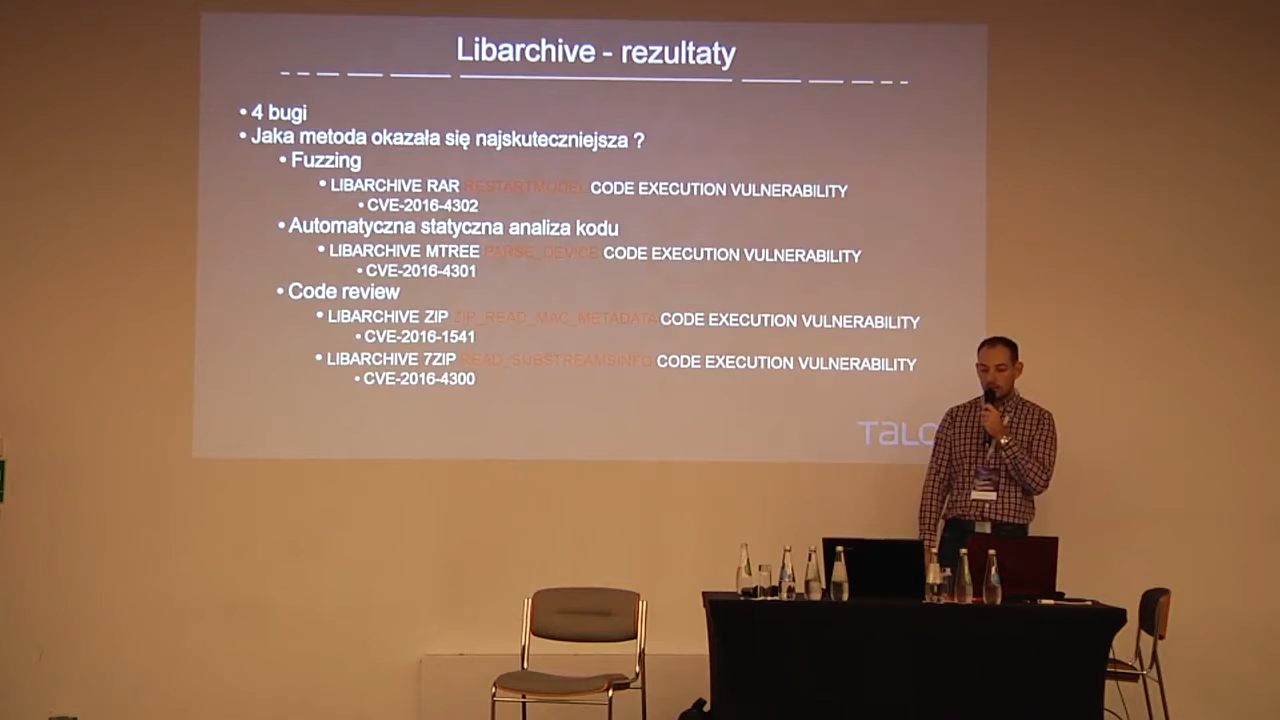 Libarchive - rezultaty
• 4 bugi
• Jaka metoda okazała się najskuteczniejsza ?
• Fuzzing
• LIBARCHIVE RAR RESTARTMODEL CODE EXECUTION VULNERABILITY
• CVE-2016-4302
• Automatyczna statyczna analiza kodu
• LIBARCHIVE MTREE PARSE_DEVICE CODE EXECUTION VULNERABILITY
• CVE-2016-4301
• Code review
• LIBARCHIVE ZIP ZIP_READ_MAC_METADATA CODE EXECUTION VULNERABILITY
• CVE-2016-1541
• LIBARCHIVE 7ZIP READ_SUBSTREAMSINFO CODE EXECUTION VULNERABILITY
• CVE-2016-4300
TALO